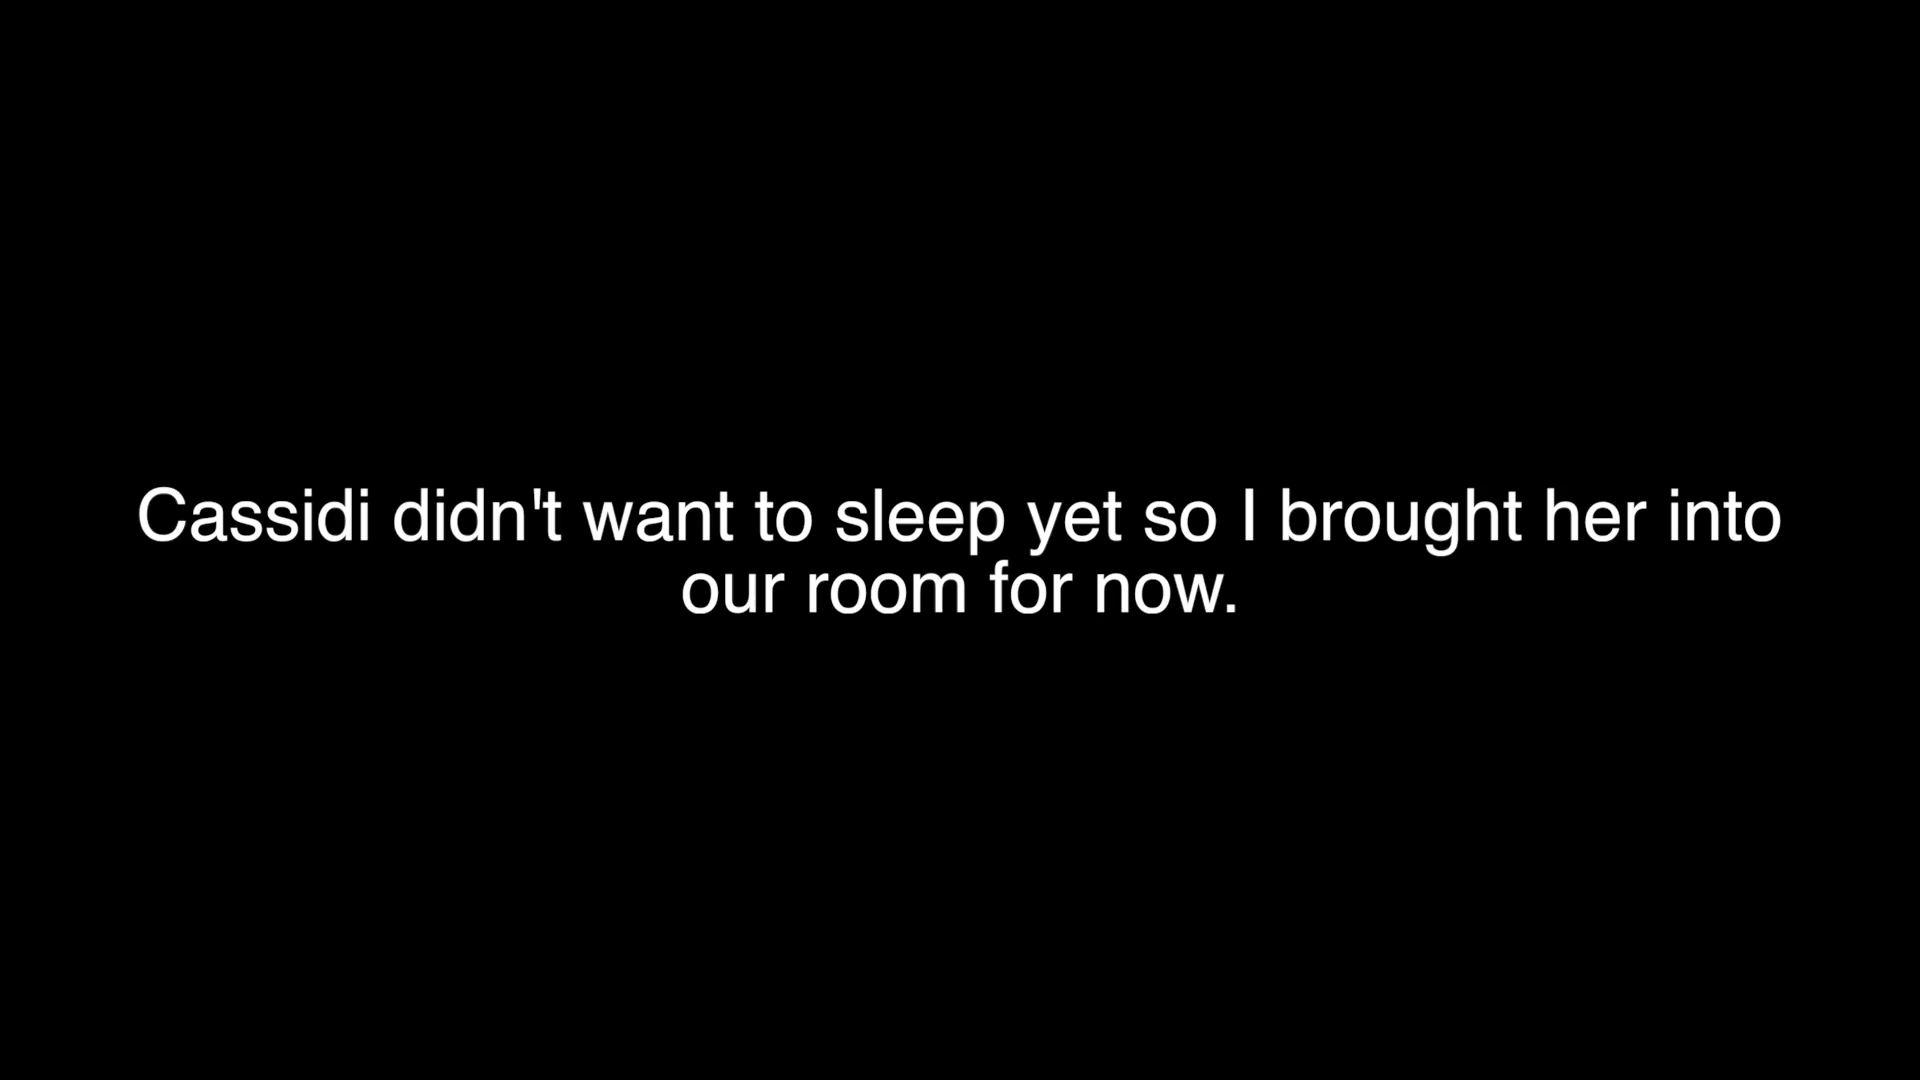 Cassidi didn't want to sleep yet so I brought her into
our room for now.